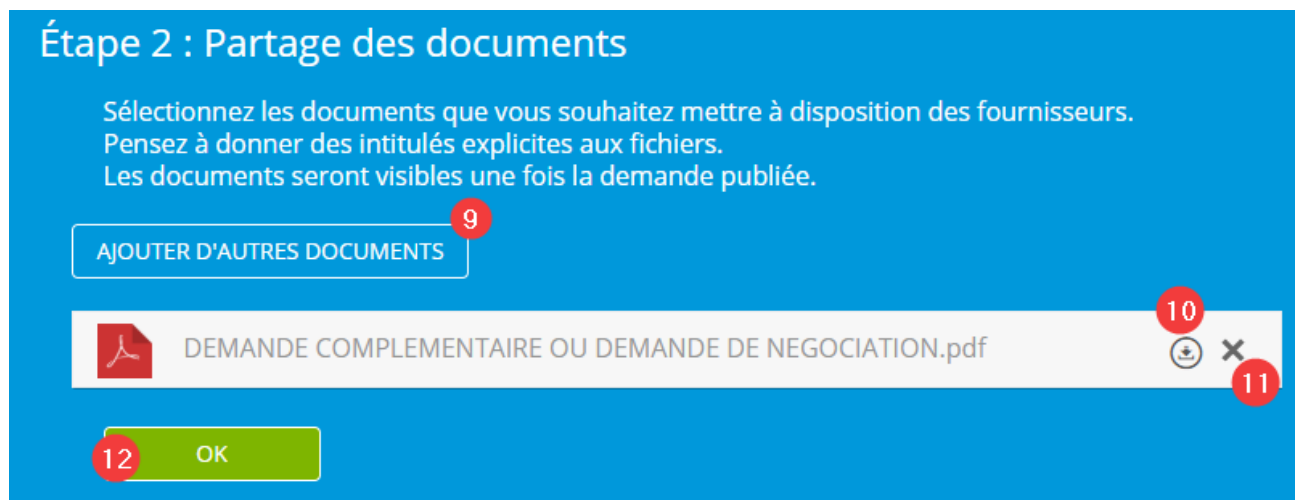 Étape 2 : Partage des documents
Sélectionnez les documents que vous souhaitez mettre à disposition des fournisseurs.
Pensez à donner des intitulés explicites aux fichiers.
Les documents seront visibles une fois la demande publiée.
9
AJOUTER D'AUTRES DOCUMENTS
10
DEMANDE COMPLEMENTAIRE OU DEMANDE DE NEGOCIATION.pdf
11
12 OK